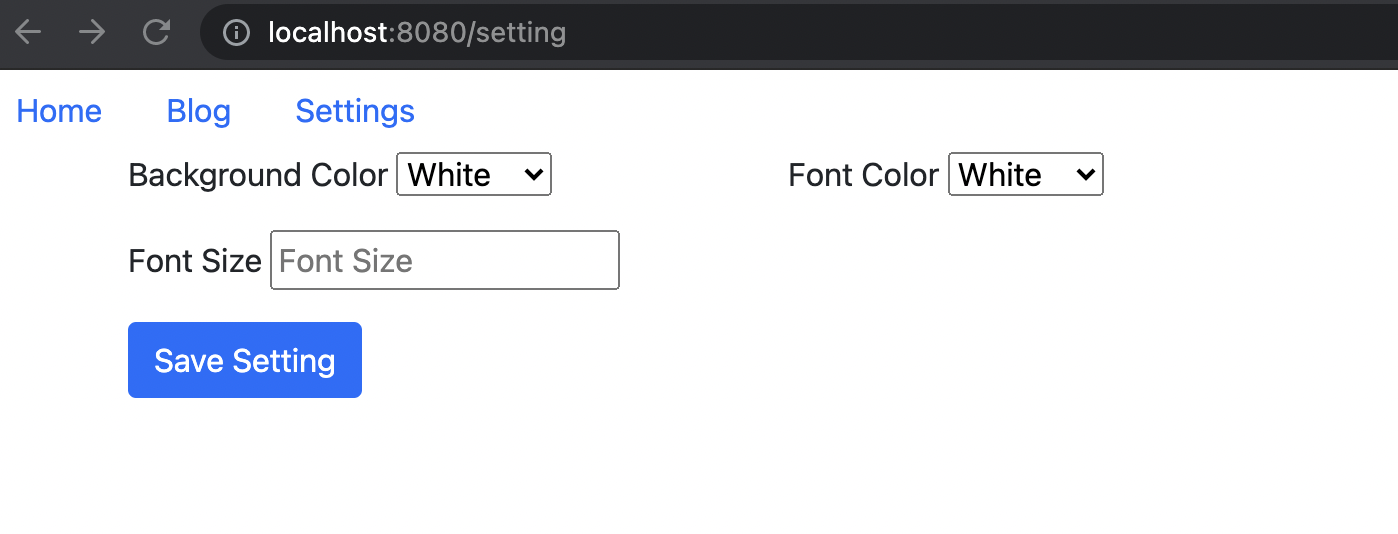 localhost:8080/setting
Home Blog Settings
Background Color White Font Color White
Font Size Font Size
Save Setting